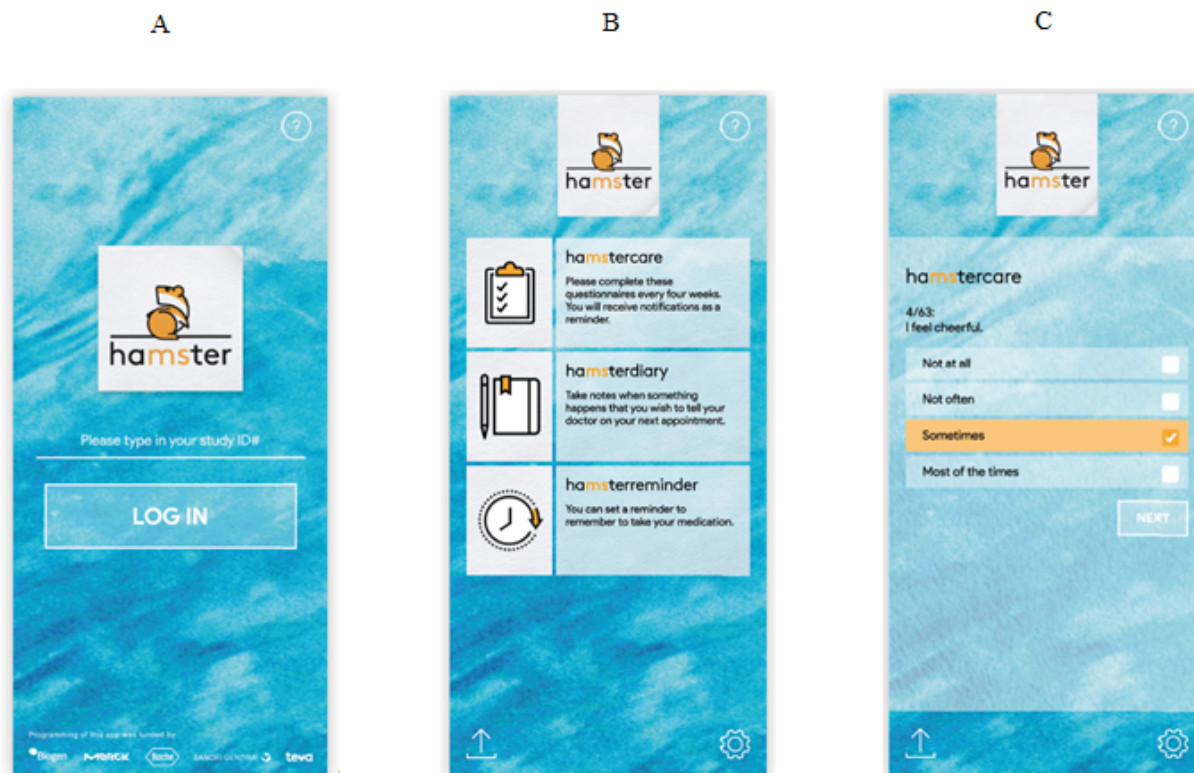 A
B
C
?
hamster
Please type in your study ID#
LOG IN
Programming of this app was funded by
Biogen MERCK Roche SANOFI GENZYME teva
?
hamster
hamstercare
Please complete these
questionnaires every four weeks.
You will receive notifications as a
reminder.
hamsterdiary
Take notes when something
happens that you wish to tell your
doctor on your next appointment.
hamsterreminder
You can set a reminder to
remember to take your medication.
?
hamster
hamstercare
4/63:
I feel cheerful.
Not at all
Not often
Sometimes
Most of the times
NEXT